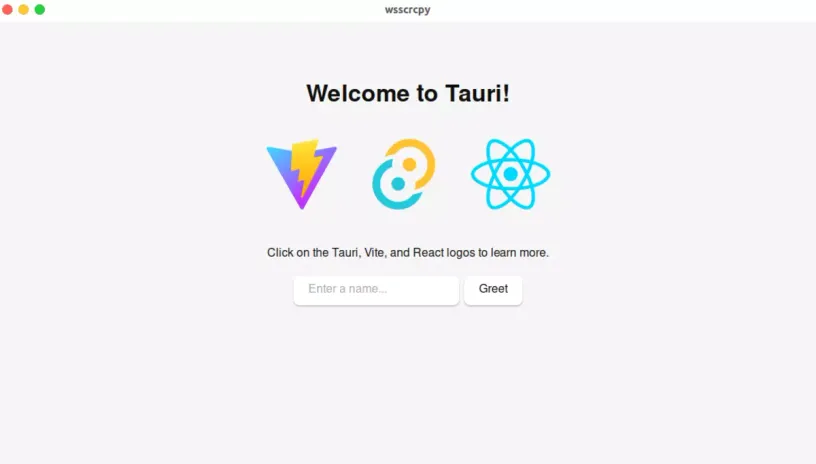 wsscrcpy
Welcome to Tauri!
Click on the Tauri, Vite, and React logos to learn more.
Enter a name...
Greet